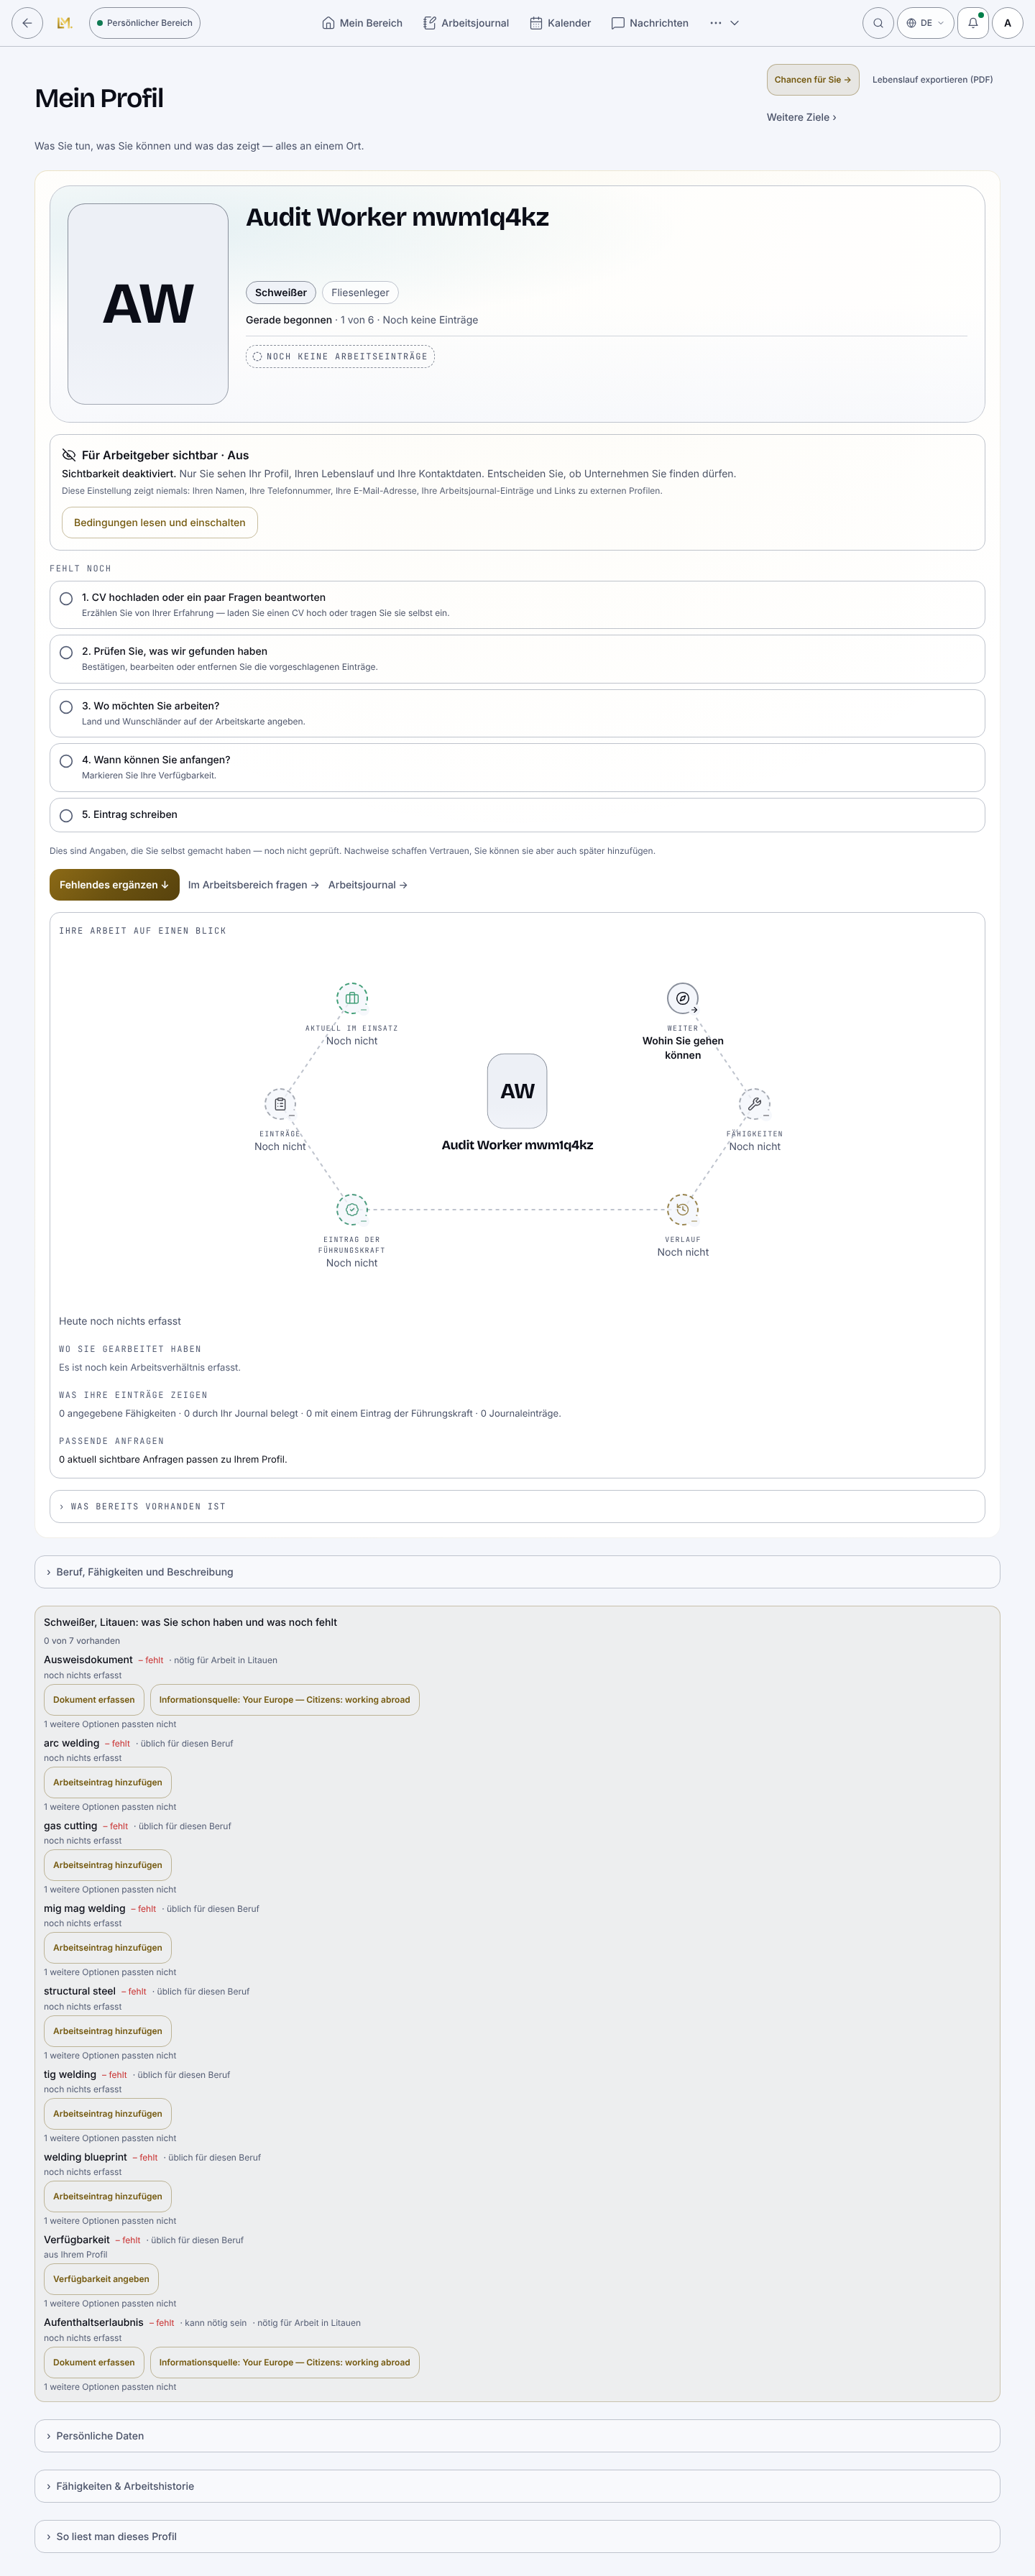 LM
Persönlicher Bereich
Mein Bereich
Arbeitsjournal
Kalender
Nachrichten
DE
A
Mein Profil
Chancen für Sie →
Lebenslauf exportieren (PDF)
Weitere Ziele ›
Was Sie tun, was Sie können und was das zeigt — alles an einem Ort.
AW
Audit Worker mwm1q4kz
Schweißer
Fliesenleger
Gerade begonnen · 1 von 6 · Noch keine Einträge
NOCH KEINE ARBEITSEINTRÄGE
Für Arbeitgeber sichtbar · Aus
Sichtbarkeit deaktiviert. Nur Sie sehen Ihr Profil, Ihren Lebenslauf und Ihre Kontaktdaten. Entscheiden Sie, ob Unternehmen Sie finden dürfen.
Diese Einstellung zeigt niemals: Ihren Namen, Ihre Telefonnummer, Ihre E-Mail-Adresse, Ihre Arbeitsjournal-Einträge und Links zu externen Profilen.
Bedingungen lesen und einschalten
FEHLT NOCH
1. CV hochladen oder ein paar Fragen beantworten
Erzählen Sie von Ihrer Erfahrung — laden Sie einen CV hoch oder tragen Sie sie selbst ein.
2. Prüfen Sie, was wir gefunden haben
Bestätigen, bearbeiten oder entfernen Sie die vorgeschlagenen Einträge.
3. Wo möchten Sie arbeiten?
Land und Wunschländer auf der Arbeitskarte angeben.
4. Wann können Sie anfangen?
Markieren Sie Ihre Verfügbarkeit.
5. Eintrag schreiben
Dies sind Angaben, die Sie selbst gemacht haben — noch nicht geprüft. Nachweise schaffen Vertrauen, Sie können sie aber auch später hinzufügen.
Fehlendes ergänzen ↓
Im Arbeitsbereich fragen →
Arbeitsjournal →
IHRE ARBEIT AUF EINEN BLICK
AKTUELL IM EINSATZ
Noch nicht
WEITER
Wohin Sie gehen
können
AW
Audit Worker mwm1q4kz
EINTRÄGE
Noch nicht
FÄHIGKEITEN
Noch nicht
EINTRAG DER
FÜHRUNGSKRAFT
Noch nicht
VERLAUF
Noch nicht
Heute noch nichts erfasst
WO SIE GEARBEITET HABEN
Es ist noch kein Arbeitsverhältnis erfasst.
WAS IHRE EINTRÄGE ZEIGEN
0 angegebene Fähigkeiten · 0 durch Ihr Journal belegt · 0 mit einem Eintrag der Führungskraft · 0 Journaleinträge.
PASSENDE ANFRAGEN
0 aktuell sichtbare Anfragen passen zu Ihrem Profil.
› WAS BEREITS VORHANDEN IST
› Beruf, Fähigkeiten und Beschreibung
Schweißer, Litauen: was Sie schon haben und was noch fehlt
0 von 7 vorhanden
Ausweisdokument – fehlt · nötig für Arbeit in Litauen
noch nichts erfasst
Dokument erfassen
Informationsquelle: Your Europe — Citizens: working abroad
1 weitere Optionen passten nicht
arc welding – fehlt · üblich für diesen Beruf
noch nichts erfasst
Arbeitseintrag hinzufügen
1 weitere Optionen passten nicht
gas cutting – fehlt · üblich für diesen Beruf
noch nichts erfasst
Arbeitseintrag hinzufügen
1 weitere Optionen passten nicht
mig mag welding – fehlt · üblich für diesen Beruf
noch nichts erfasst
Arbeitseintrag hinzufügen
1 weitere Optionen passten nicht
structural steel – fehlt · üblich für diesen Beruf
noch nichts erfasst
Arbeitseintrag hinzufügen
1 weitere Optionen passten nicht
tig welding – fehlt · üblich für diesen Beruf
noch nichts erfasst
Arbeitseintrag hinzufügen
1 weitere Optionen passten nicht
welding blueprint – fehlt · üblich für diesen Beruf
noch nichts erfasst
Arbeitseintrag hinzufügen
1 weitere Optionen passten nicht
Verfügbarkeit – fehlt · üblich für diesen Beruf
aus Ihrem Profil
Verfügbarkeit angeben
1 weitere Optionen passten nicht
Aufenthaltserlaubnis – fehlt · kann nötig sein · nötig für Arbeit in Litauen
noch nichts erfasst
Dokument erfassen
Informationsquelle: Your Europe — Citizens: working abroad
1 weitere Optionen passten nicht
› Persönliche Daten
› Fähigkeiten & Arbeitshistorie
› So liest man dieses Profil